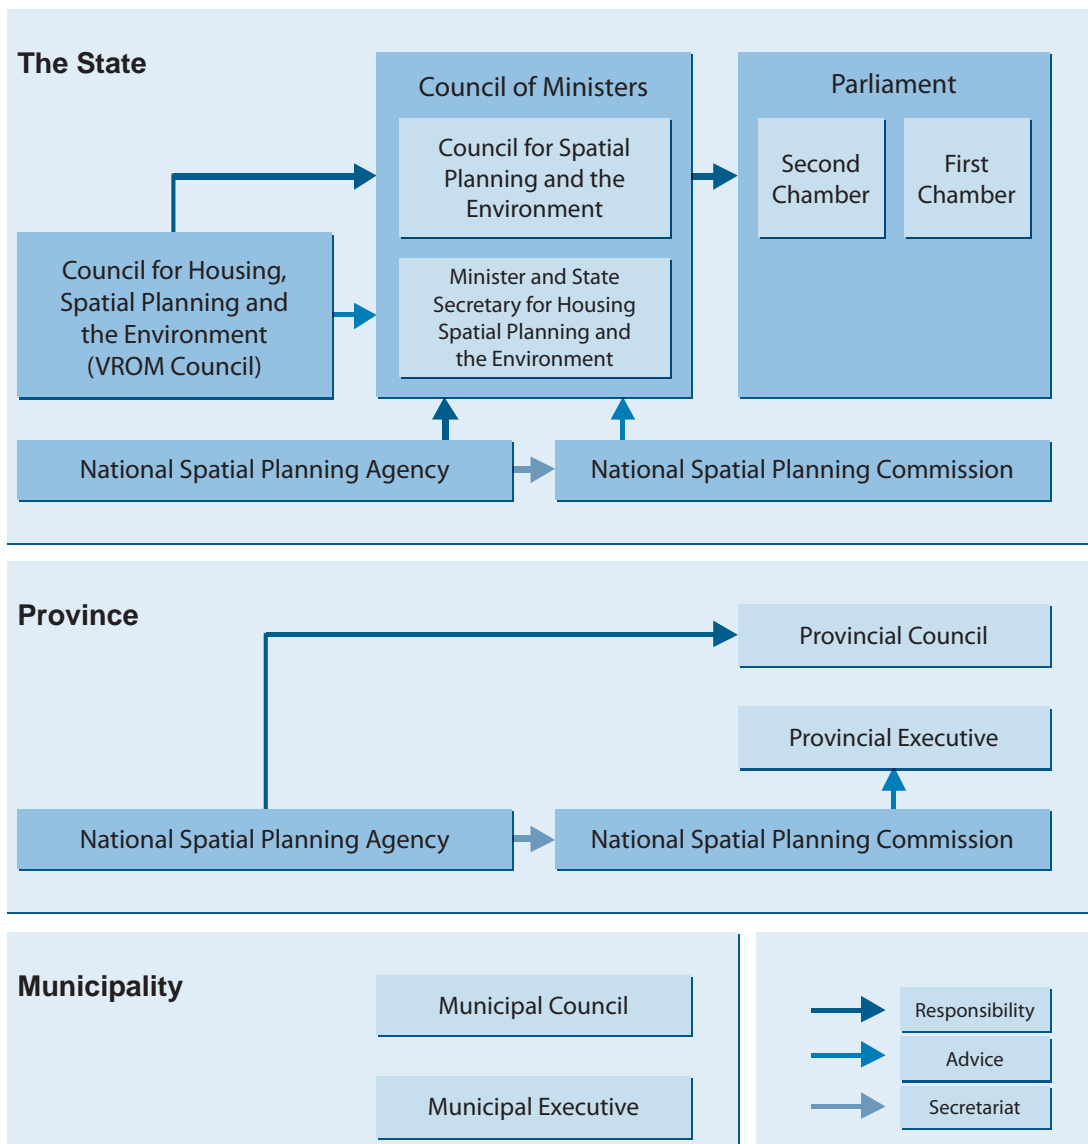 The State
Council of Ministers
Council for Spatial
Planning and the
Environment
Minister and State
Secretary for Housing
Spatial Planning and
the Environment
Parliament
Second
Chamber
First
Chamber
Council for Housing,
Spatial Planning and
the Environment
(VROM Council)
National Spatial Planning Agency
National Spatial Planning Commission
Province
Provincial Council
Provincial Executive
National Spatial Planning Agency
National Spatial Planning Commission
Municipality
Municipal Council
Municipal Executive
Responsibility
Advice
Secretariat